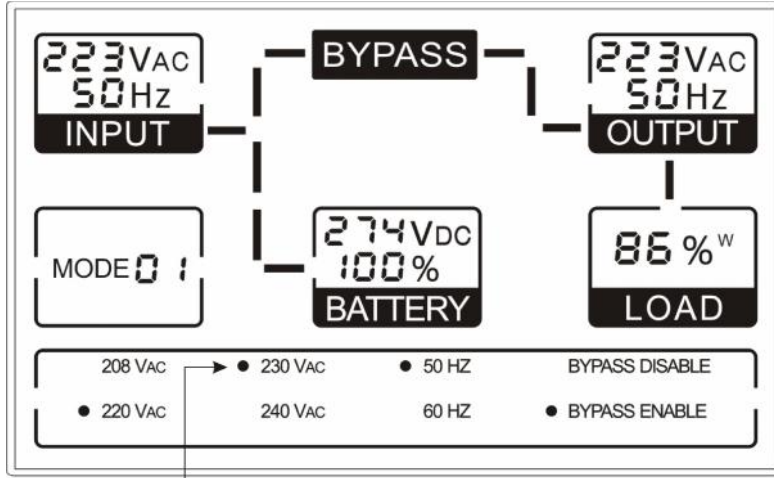 223VAC
50Hz
INPUT
BYPASS
223VAC
50Hz
OUTPUT
MODE 01
274VDC
100%
BATTERY
86%W
LOAD
208 VAC ● 230 VAC ● 50 HZ BYPASS DISABLE
● 220 VAC 240 VAC 60 HZ ● BYPASS ENABLE